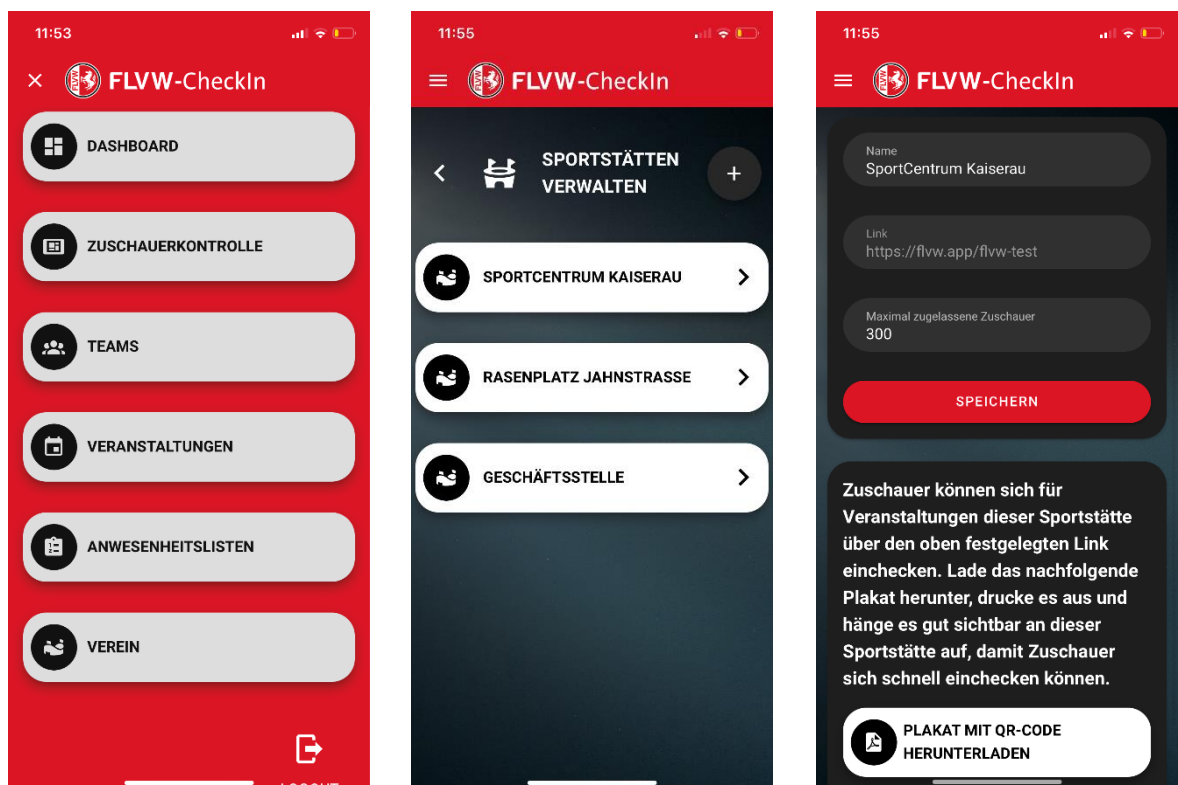 11:53
FLVW-CheckIn
DASHBOARD
ZUSCHAUERKONTROLLE
TEAMS
VERANSTALTUNGEN
ANWESENHEITSLISTEN
VEREIN
LOGOUT
11:55
FLVW-CheckIn
SPORTSTÄTTEN
VERWALTEN
SPORTCENTRUM KAISERAU
RASENPLATZ JAHNSTRASSE
GESCHÄFTSSTELLE
11:55
FLVW-CheckIn
Name
SportCentrum Kaiserau
Link
https://flvw.app/flvw-test
Maximal zugelassene Zuschauer
300
SPEICHERN
Zuschauer können sich für
Veranstaltungen dieser Sportstätte
über den oben festgelegten Link
einchecken. Lade das nachfolgende
Plakat herunter, drucke es aus und
hänge es gut sichtbar an dieser
Sportstätte auf, damit Zuschauer
sich schnell einchecken können.
PLAKAT MIT QR-CODE
HERUNTERLADEN